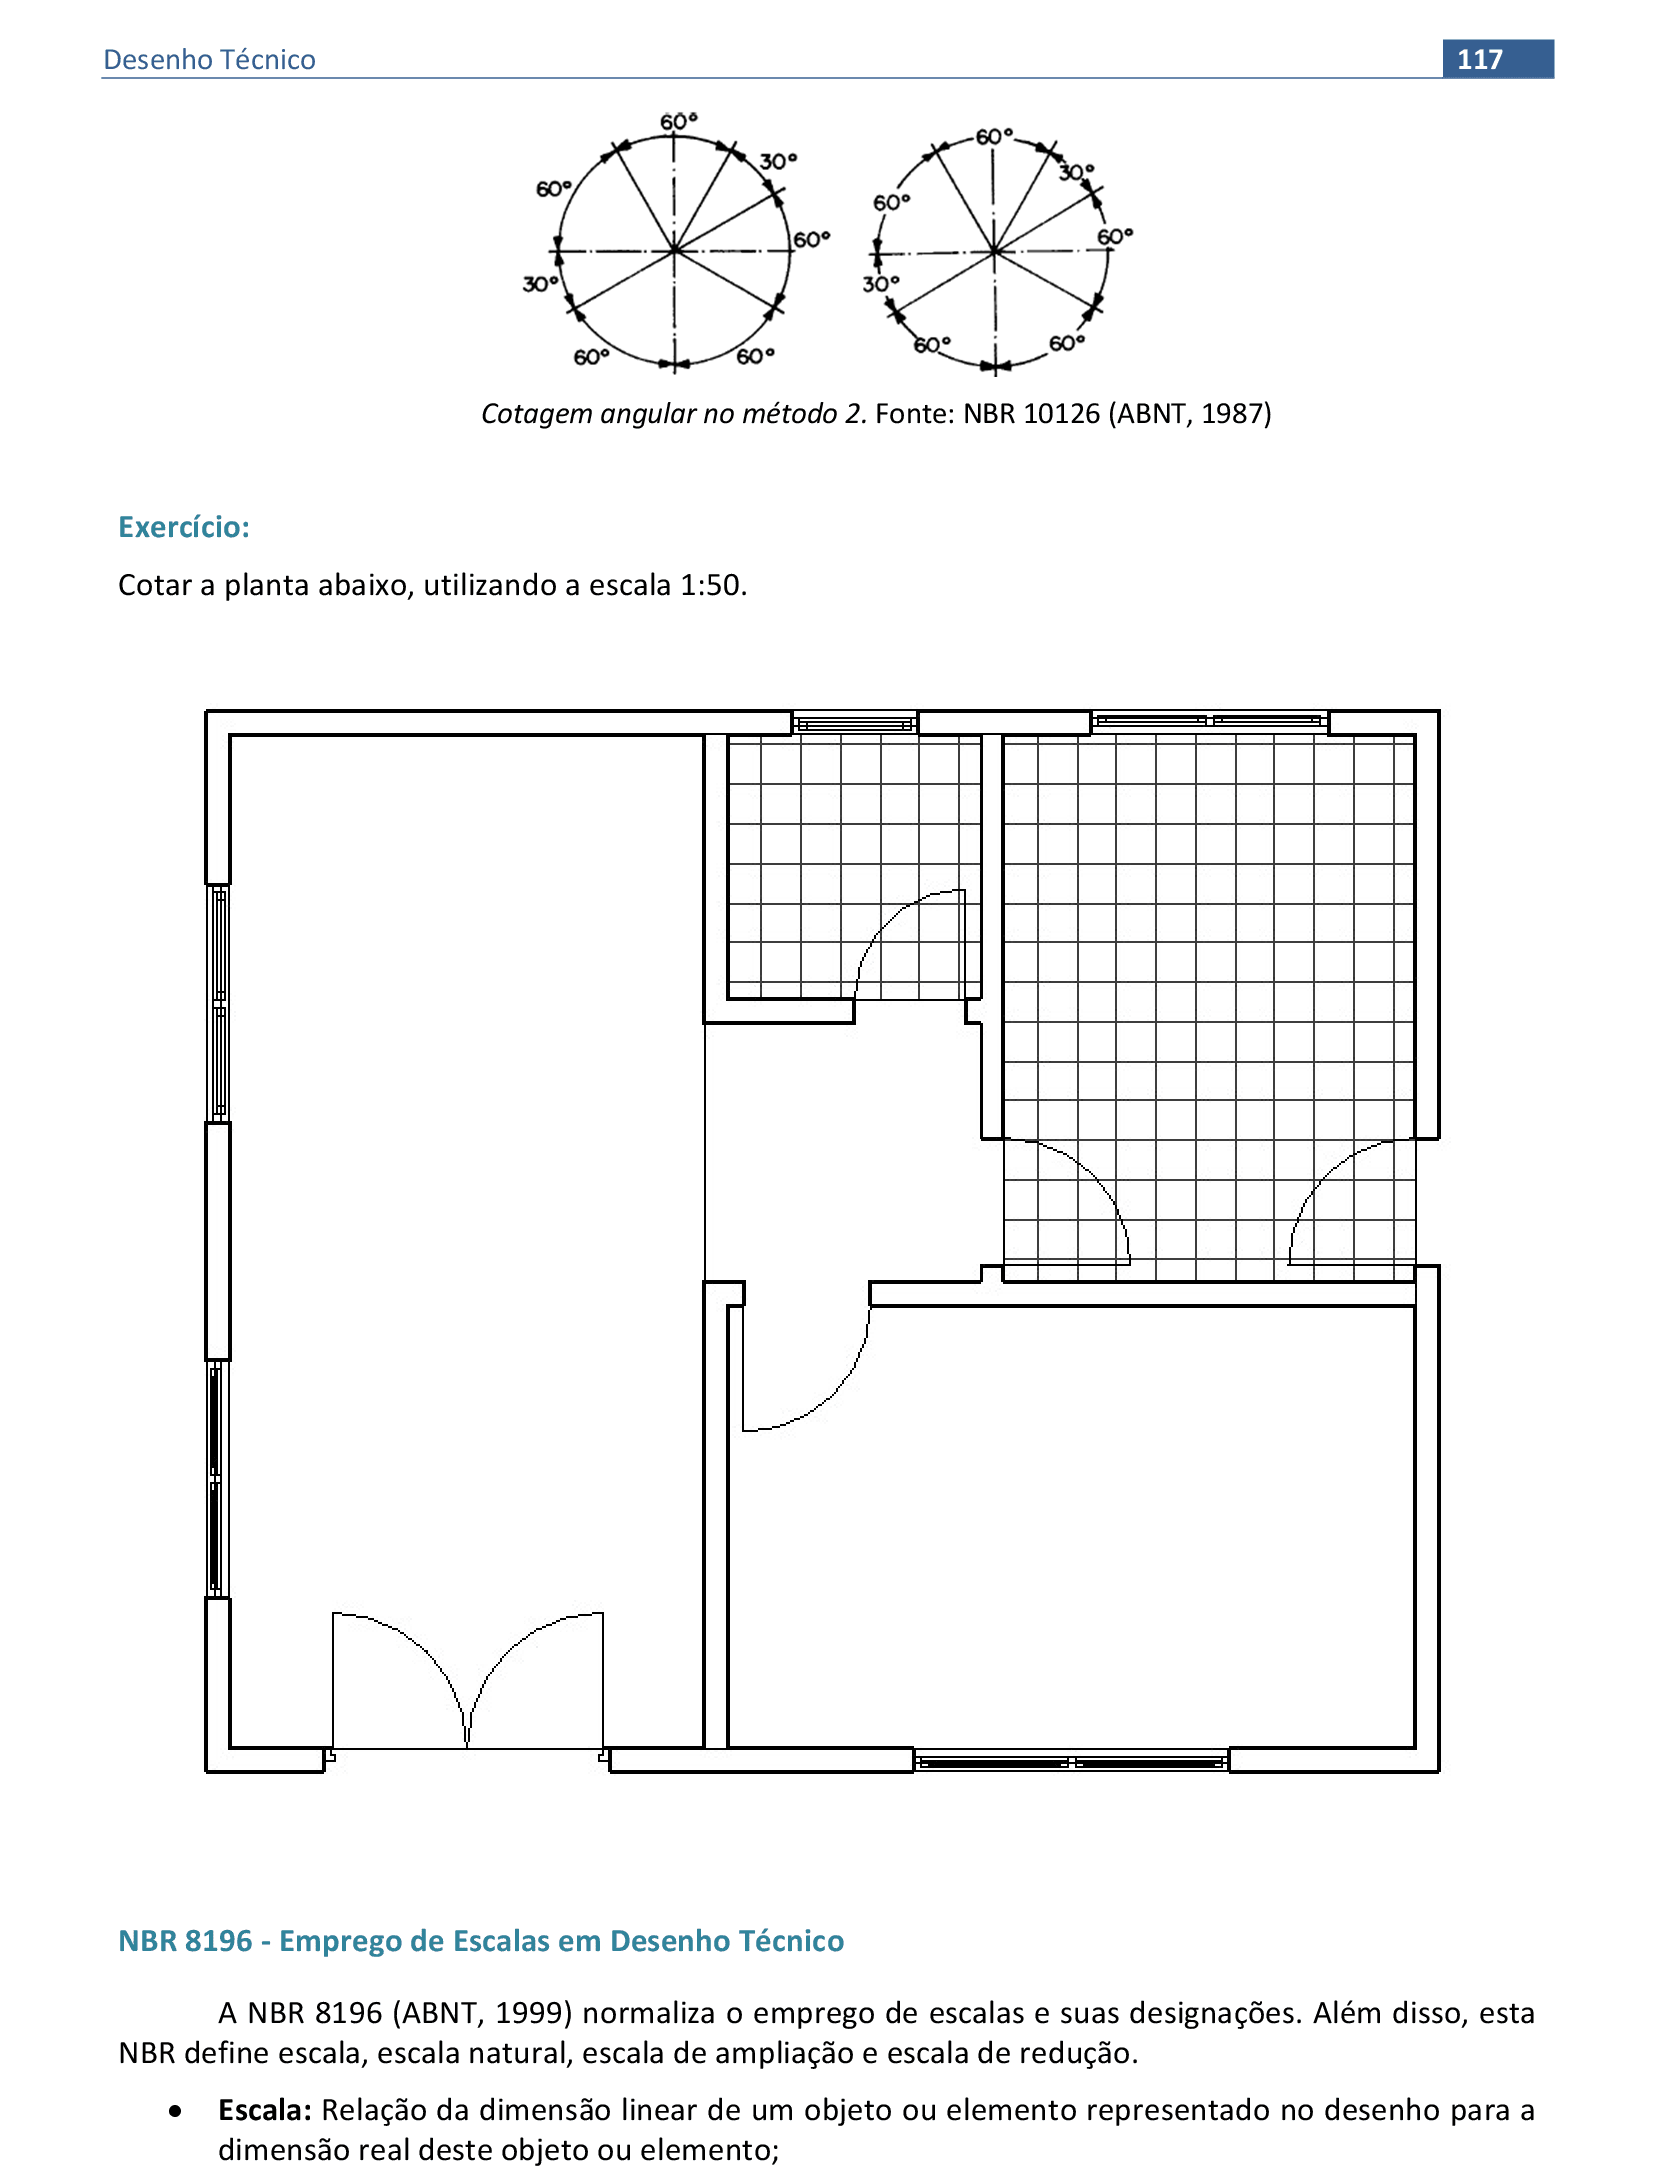 Desenho Técnico 117
60° 60°
30° 30°
60° 60°
60° 60°
30° 30°
60° 60° 60° 60°
Cotagem angular no método 2. Fonte: NBR 10126 (ABNT, 1987)
Exercício:
Cotar a planta abaixo, utilizando a escala 1:50.
NBR 8196 - Emprego de Escalas em Desenho Técnico
A NBR 8196 (ABNT, 1999) normaliza o emprego de escalas e suas designações. Além disso, esta
NBR define escala, escala natural, escala de ampliação e escala de redução.
• Escala: Relação da dimensão linear de um objeto ou elemento representado no desenho para a
dimensão real deste objeto ou elemento;